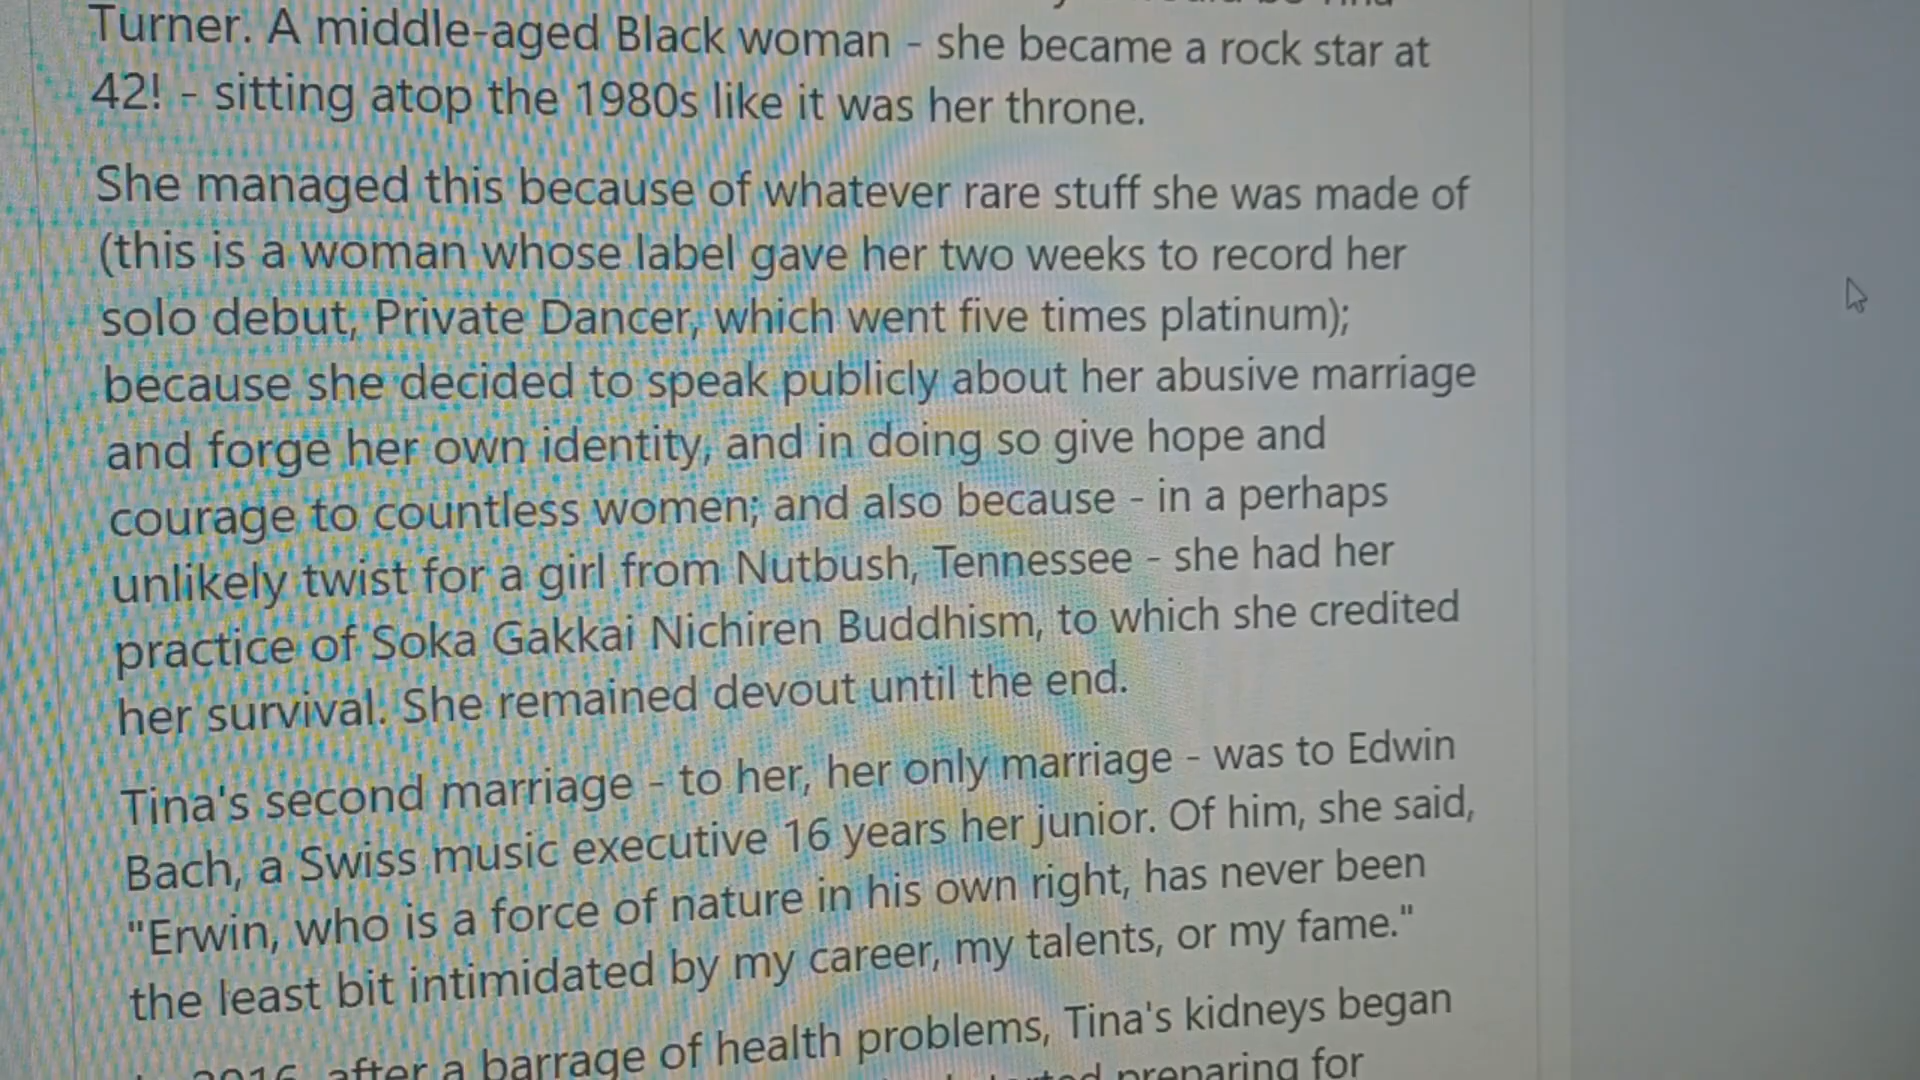 Turner. A middle-aged Black woman - she became a rock star at
42! - sitting atop the 1980s like it was her throne.
She managed this because of whatever rare stuff she was made of
(this is a woman whose label gave her two weeks to record her
solo debut, Private Dancer, which went five times platinum);
because she decided to speak publicly about her abusive marriage
and forge her own identity, and in doing so give hope and
courage to countless women; and also because - in a perhaps
unlikely twist for a girl from Nutbush, Tennessee - she had her
practice of Soka Gakkai Nichiren Buddhism, to which she credited
her survival. She remained devout until the end.
Tina's second marriage - to her, her only marriage - was to Edwin
Bach, a Swiss music executive 16 years her junior. Of him, she said,
"Erwin, who is a force of nature in his own right, has never been
the least bit intimidated by my career, my talents, or my fame."
2016, after a barrage of health problems, Tina's kidneys began
preparing for